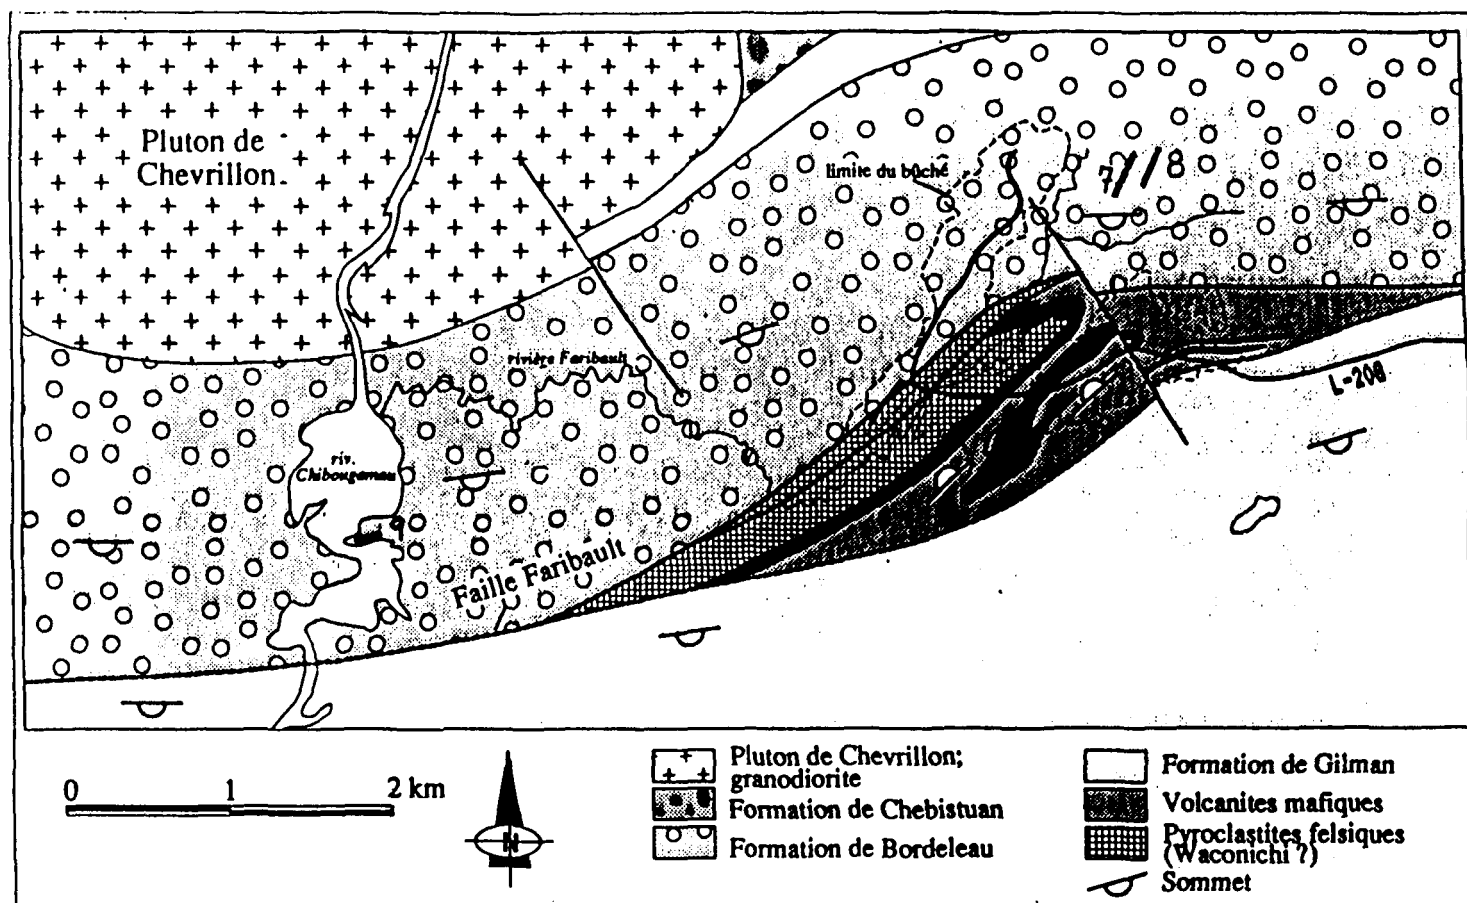 Pluton de
Chevrillon
limite du bûché
7//8
rivière Faribault
L-200
riv.
Chibougamau
Faille Faribault
0 1 2 km
N
Pluton de Chevrillon;
granodiorite
Formation de Chebistuan
Formation de Bordeleau
Formation de Gilman
Volcanites mafiques
Pyroclastites felsiques
(Waconichi ?)
Sommet